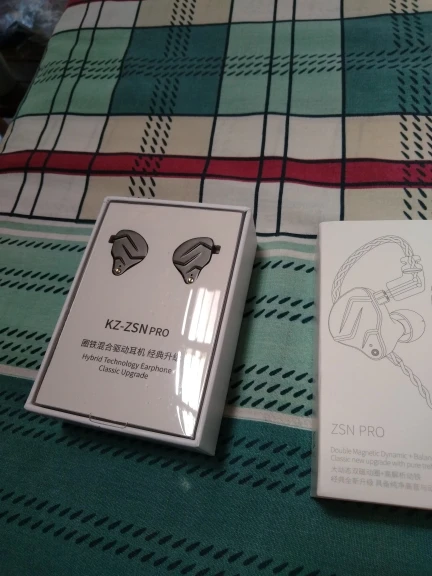 KZ-ZSN PRO
圈铁混合驱动耳机 经典升级
Hybrid Technology Earphone
Classic Upgrade
ZSN PRO
Double Magnetic Dynamic +
Classic new upgrade with pure